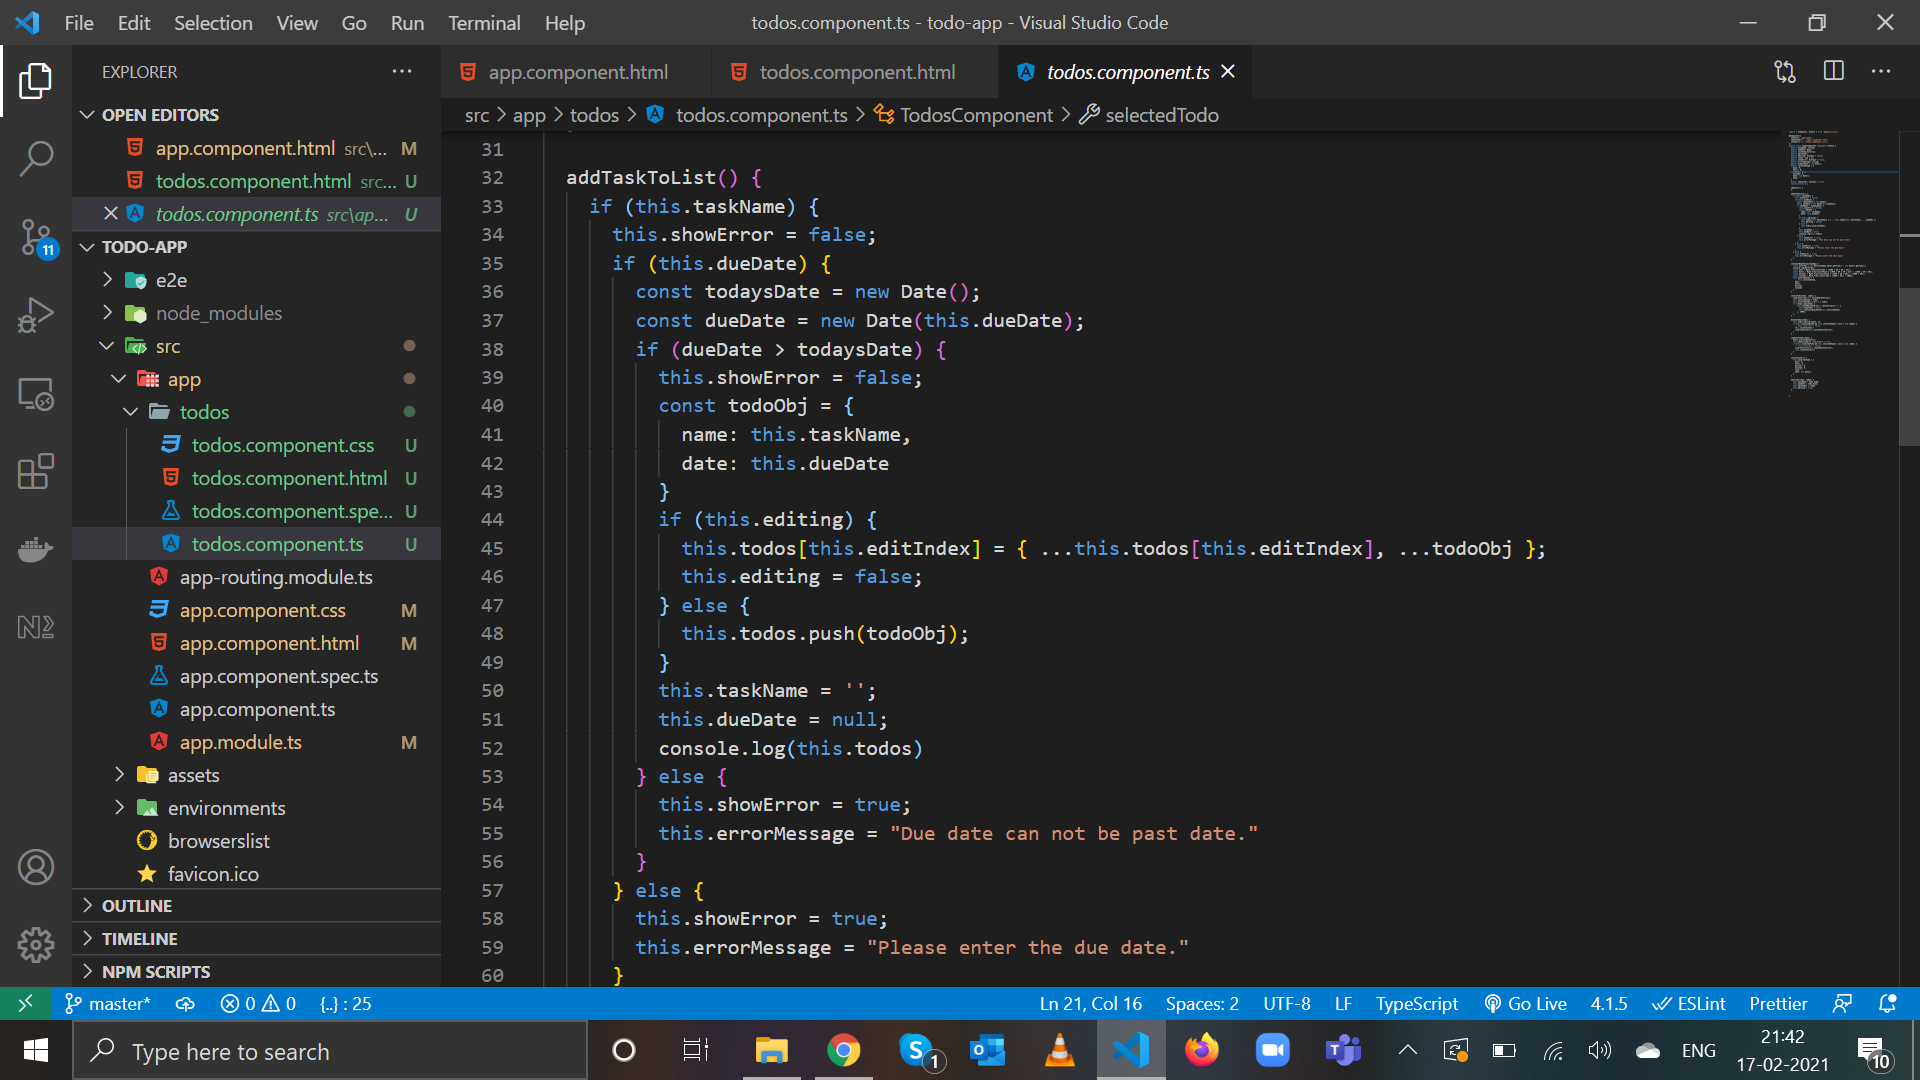 File Edit Selection View Go Run Terminal Help
todos.component.ts - todo-app - Visual Studio Code
EXPLORER
OPEN EDITORS
app.component.html src\... M
todos.component.html src... U
todos.component.ts src\ap... U
TODO-APP
e2e
node_modules
src
app
todos
todos.component.css U
todos.component.html U
todos.component.spe... U
todos.component.ts U
app-routing.module.ts
app.component.css M
app.component.html M
app.component.spec.ts
app.component.ts
app.module.ts M
assets
environments
browserslist
favicon.ico
OUTLINE
TIMELINE
NPM SCRIPTS
11
app.component.html
todos.component.html
todos.component.ts
src > app > todos > todos.component.ts > TodosComponent > selectedTodo
31
32 addTaskToList() {
33 if (this.taskName) {
34 this.showError = false;
35 if (this.dueDate) {
36 const todaysDate = new Date();
37 const dueDate = new Date(this.dueDate);
38 if (dueDate > todaysDate) {
39 this.showError = false;
40 const todoObj = {
41 name: this.taskName,
42 date: this.dueDate
43 }
44 if (this.editing) {
45 this.todos[this.editIndex] = { ...this.todos[this.editIndex], ...todoObj };
46 this.editing = false;
47 } else {
48 this.todos.push(todoObj);
49 }
50 this.taskName = '';
51 this.dueDate = null;
52 console.log(this.todos)
53 } else {
54 this.showError = true;
55 this.errorMessage = "Due date can not be past date."
56 }
57 } else {
58 this.showError = true;
59 this.errorMessage = "Please enter the due date."
60 }
master* 0 0 {..} : 25
Ln 21, Col 16 Spaces: 2 UTF-8 LF TypeScript Go Live 4.1.5 ESLint Prettier
Type here to search
1
ENG
21:42
17-02-2021
10